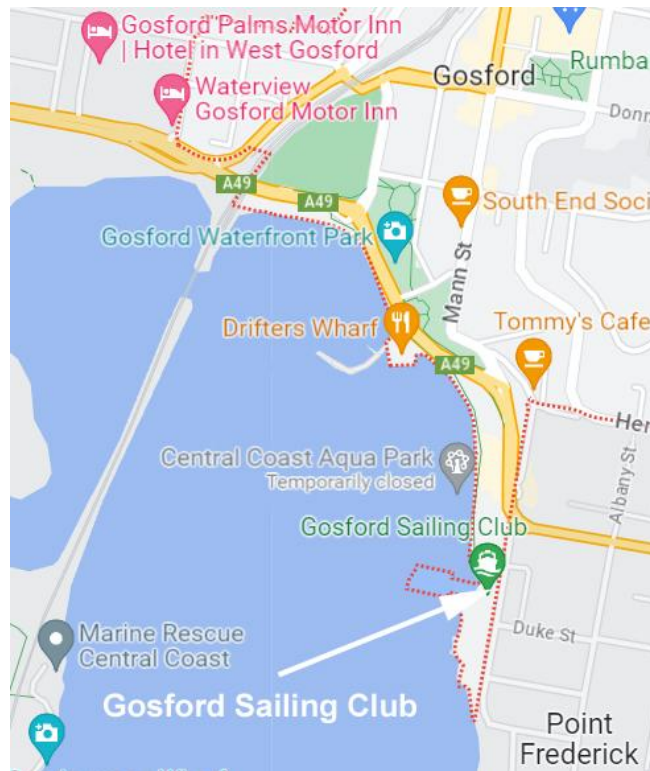 Gosford Palms Motor Inn
| Hotel in West Gosford
Gosford
Rumba
Waterview
Gosford Motor Inn
Donn
A49
A49
South End Soci
Gosford Waterfront Park
Mann St
Drifters Wharf
Tommy's Cafe
A49
Her
Albany St
Central Coast Aqua Park
Temporarily closed
Gosford Sailing Club
Duke St
Marine Rescue
Central Coast
Gosford Sailing Club
Point
Frederick